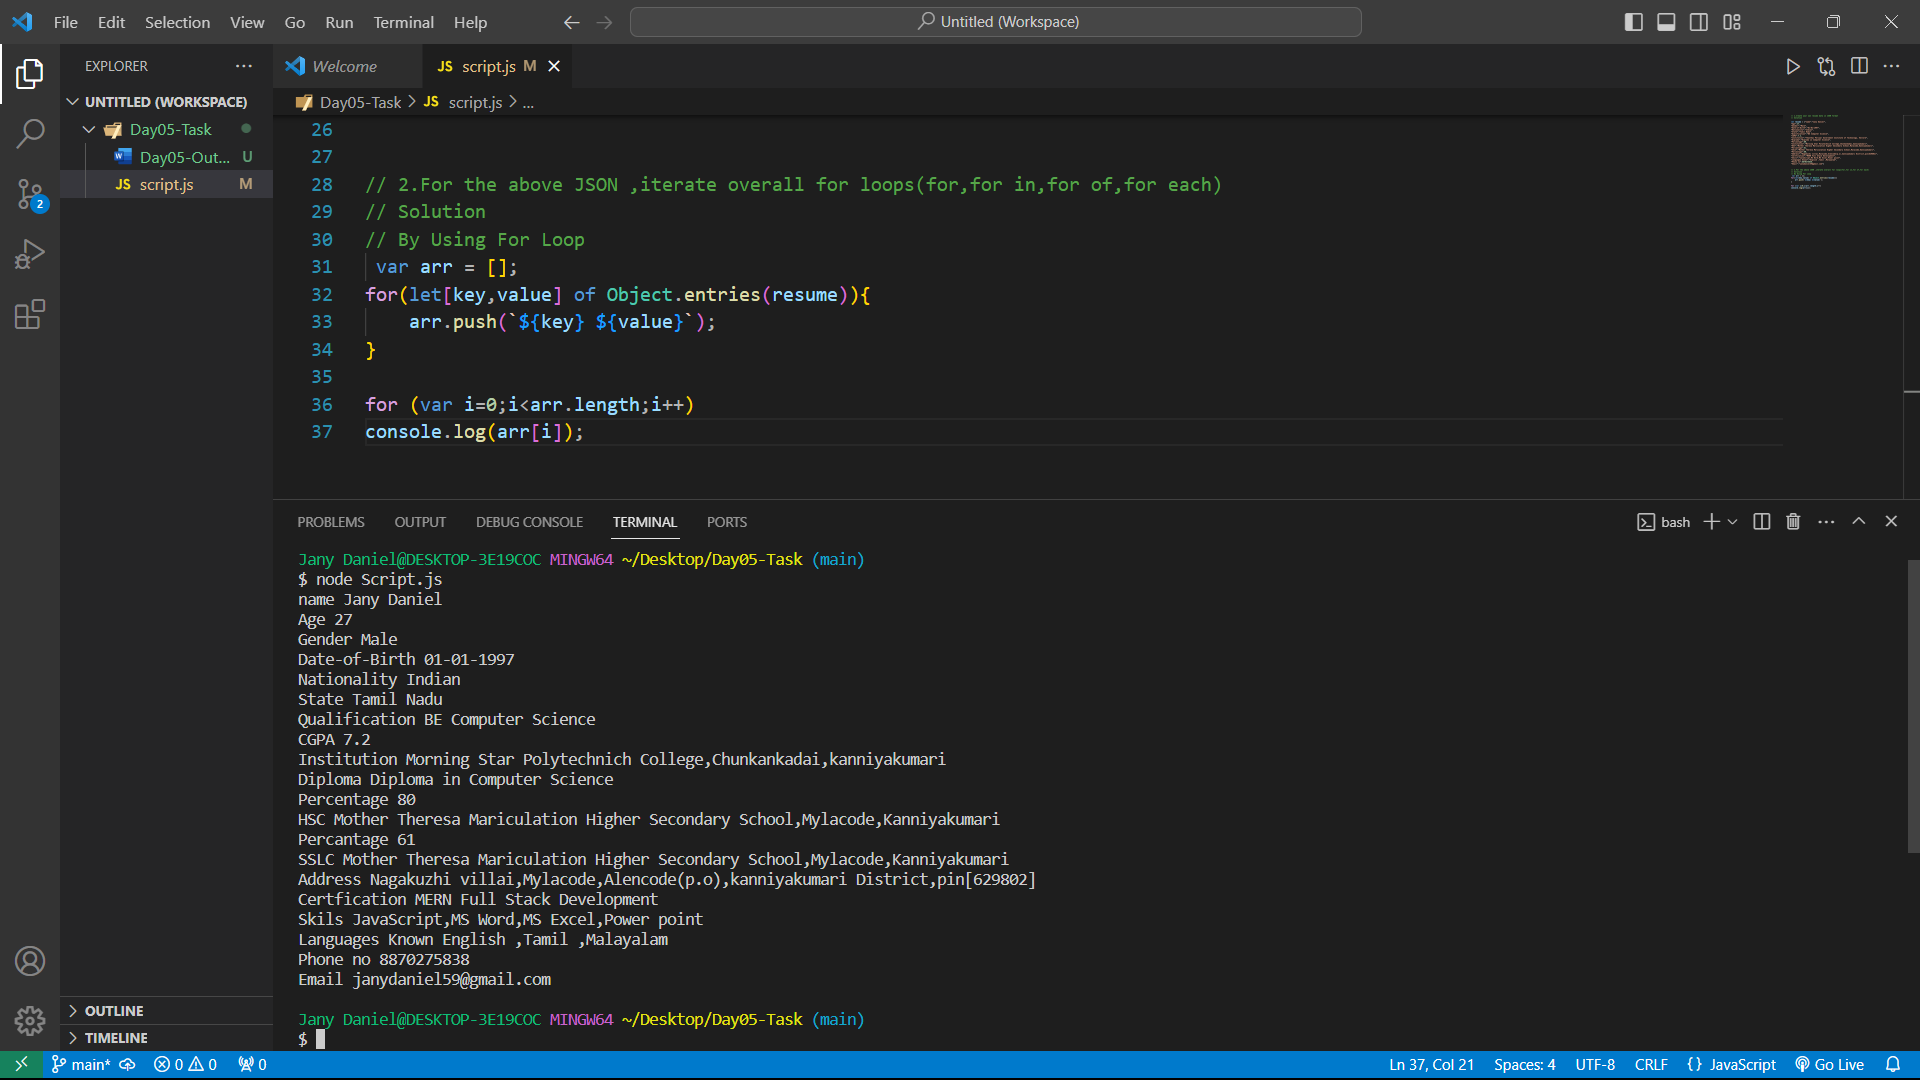 File Edit Selection View Go Run Terminal Help
Untitled (Workspace)
EXPLORER
UNTITLED (WORKSPACE)
Day05-Task
Day05-Out... U
JS script.js M
2
OUTLINE
TIMELINE
Welcome
JS script.js M
Day05-Task > JS script.js > ...
26
27
28 // 2.For the above JSON ,iterate overall for loops(for,for in,for of,for each)
29 // Solution
30 // By Using For Loop
31 var arr = [];
32 for(let[key,value] of Object.entries(resume)){
33 arr.push(`${key} ${value}`);
34 }
35
36 for (var i=0;i<arr.length;i++)
37 console.log(arr[i]);
PROBLEMS OUTPUT DEBUG CONSOLE TERMINAL PORTS
bash
Jany Daniel@DESKTOP-3E19COC MINGW64 ~/Desktop/Day05-Task (main)
$ node Script.js
name Jany Daniel
Age 27
Gender Male
Date-of-Birth 01-01-1997
Nationality Indian
State Tamil Nadu
Qualification BE Computer Science
CGPA 7.2
Institution Morning Star Polytechnich College,Chunkankadai,kanniyakumari
Diploma Diploma in Computer Science
Percentage 80
HSC Mother Theresa Mariculation Higher Secondary School,Mylacode,Kanniyakumari
Percantage 61
SSLC Mother Theresa Mariculation Higher Secondary School,Mylacode,Kanniyakumari
Address Nagakuzhi villai,Mylacode,Alencode(p.o),kanniyakumari District,pin[629802]
Certfication MERN Full Stack Development
Skils JavaScript,MS Word,MS Excel,Power point
Languages Known English ,Tamil ,Malayalam
Phone no 8870275838
Email janydaniel59@gmail.com
Jany Daniel@DESKTOP-3E19COC MINGW64 ~/Desktop/Day05-Task (main)
$
main* 0 0 0 Ln 37, Col 21 Spaces: 4 UTF-8 CRLF {} JavaScript Go Live